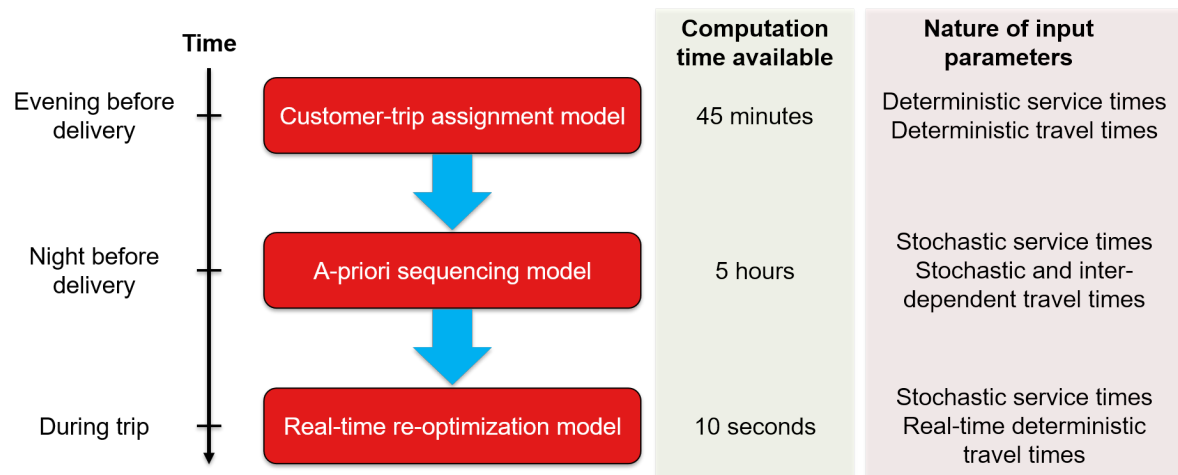 Time
Computation
time available
Nature of input
parameters
Evening before
delivery
Customer-trip assignment model
45 minutes
Deterministic service times
Deterministic travel times
Night before
delivery
A-priori sequencing model
5 hours
Stochastic service times
Stochastic and inter-
dependent travel times
During trip
Real-time re-optimization model
10 seconds
Stochastic service times
Real-time deterministic
travel times